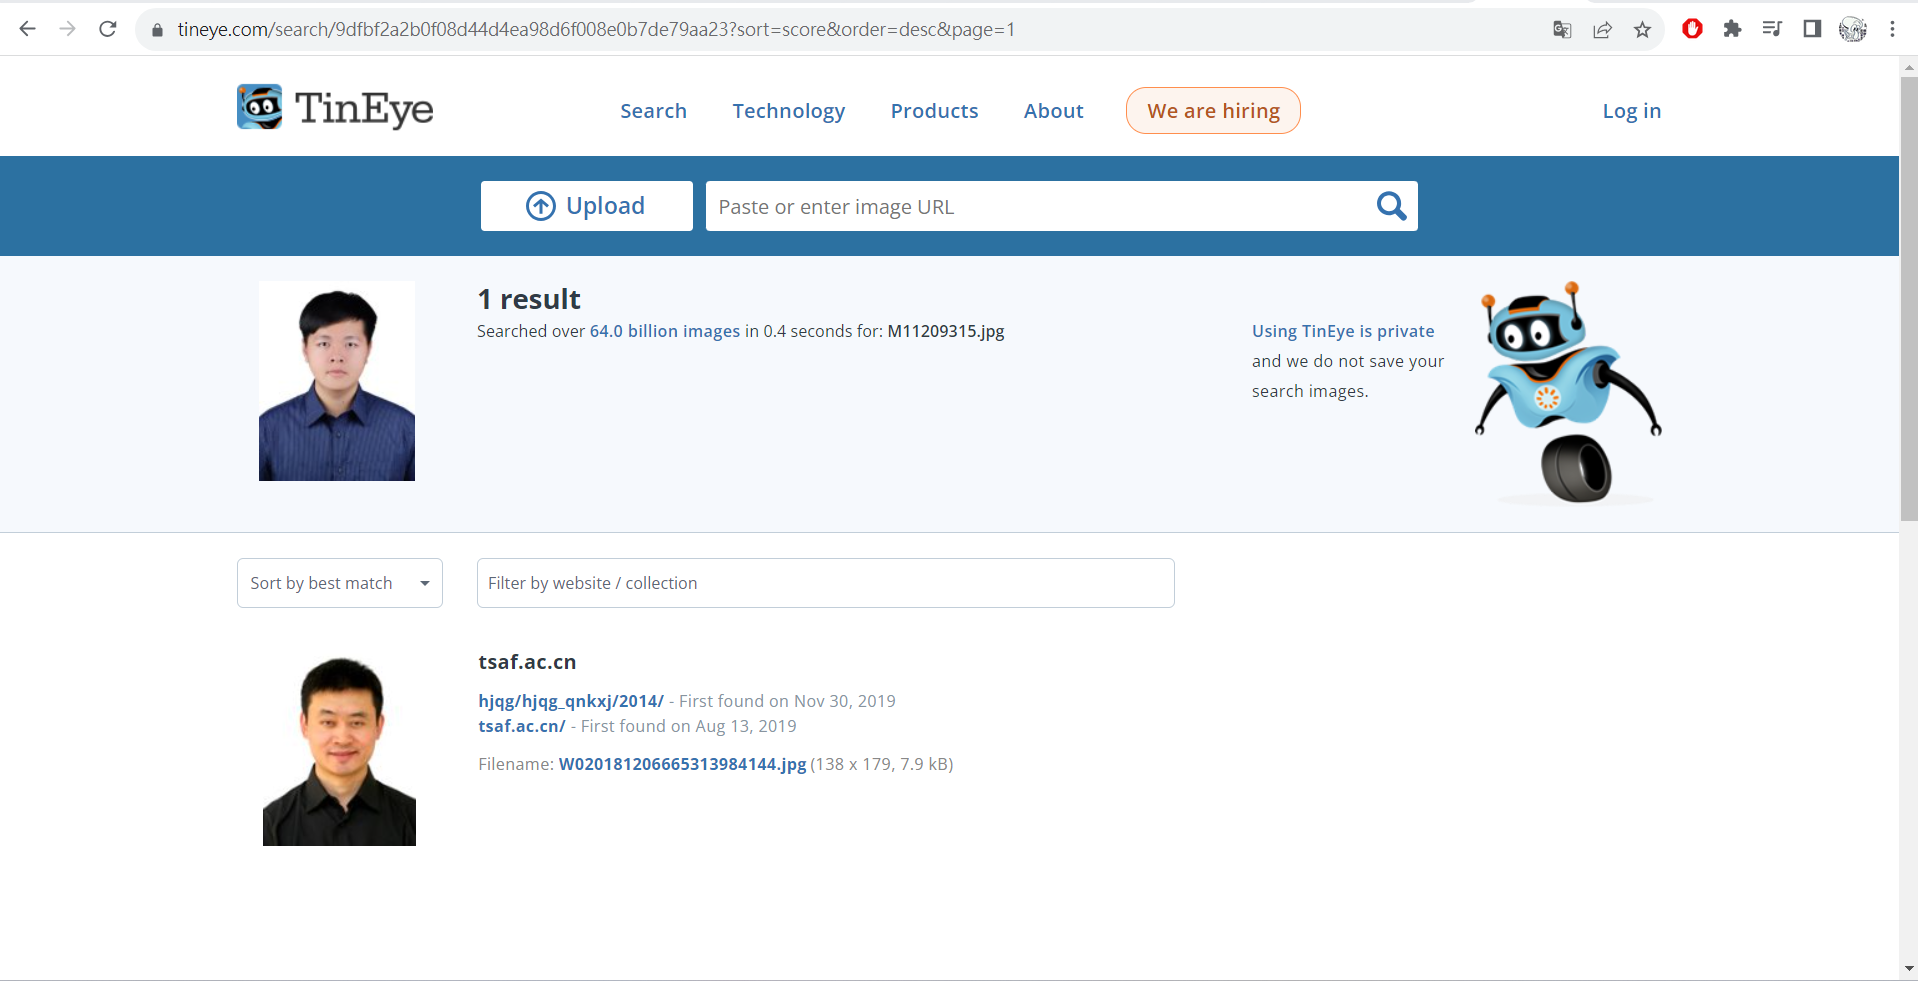 tineye.com/search/9dfbf2a2b0f08d44d4ea98d6f008e0b7de79aa23?sort=score&order=desc&page=1
TinEye
Search
Technology
Products
About
We are hiring
Log in
Upload
Paste or enter image URL
1 result
Searched over 64.0 billion images in 0.4 seconds for: M11209315.jpg
Using TinEye is private
and we do not save your
search images.
Sort by best match
Filter by website / collection
tsaf.ac.cn
hjqg/hjqg_qnkxj/2014/ - First found on Nov 30, 2019
tsaf.ac.cn/ - First found on Aug 13, 2019
Filename: W020181206665313984144.jpg (138 x 179, 7.9 kB)